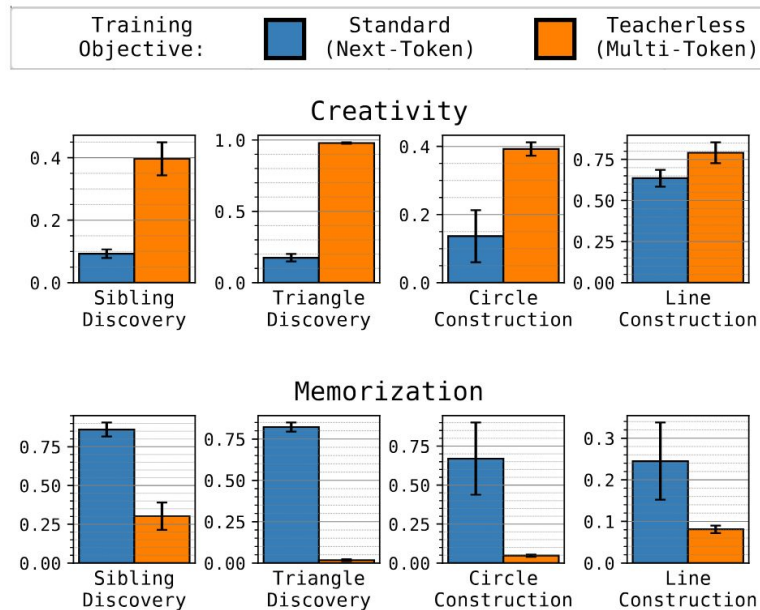 Training Objective:
Standard (Next-Token)
Teacherless (Multi-Token)
Creativity
0.4
0.2
0.0
Sibling
Discovery
1.0
0.5
0.0
Triangle
Discovery
0.4
0.2
0.0
Circle
Construction
0.75
0.50
0.25
0.00
Line
Construction
Memorization
0.75
0.50
0.25
0.00
Sibling
Discovery
0.75
0.50
0.25
0.00
Triangle
Discovery
0.75
0.50
0.25
0.00
Circle
Construction
0.3
0.2
0.1
0.0
Line
Construction